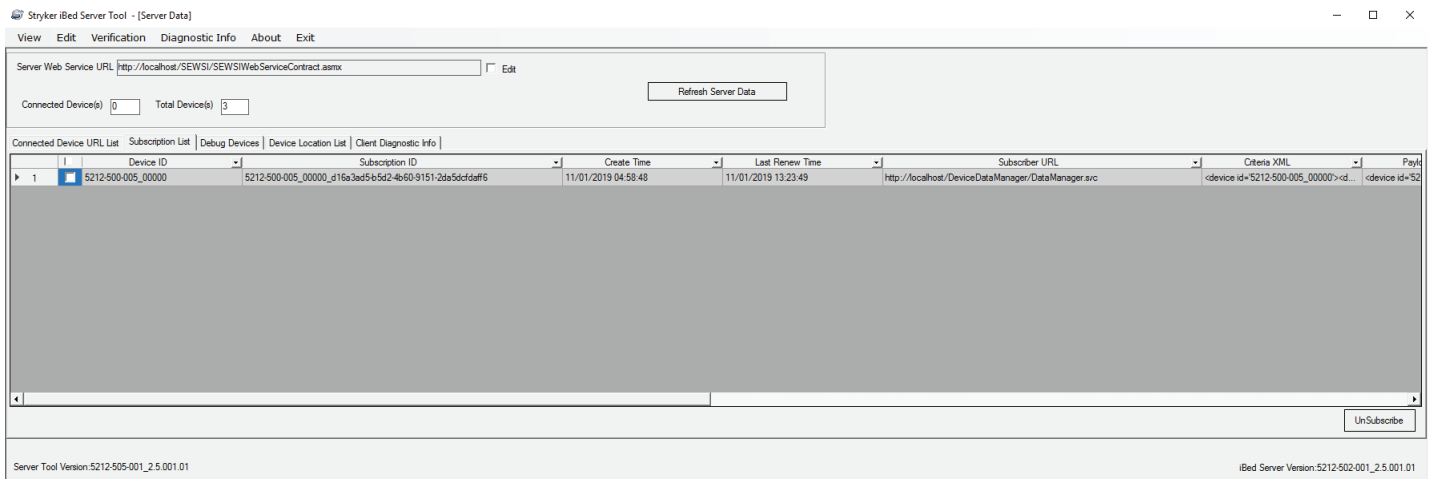 Stryker iBed Server Tool - [Server Data]
View Edit Verification Diagnostic Info About Exit
Server Web Service URL http://localhost/SEWSI/SEWSIWebServiceContract.asmx Edit
Refresh Server Data
Connected Device(s) 0 Total Device(s) 3
Connected Device URL List Subscription List Debug Devices Device Location List Client Diagnostic Info
Device ID Subscription ID Create Time Last Renew Time Subscriber URL Criteria XML Paylo
1 5212-500-005_00000 5212-500-005_00000_d16a3ad5-b5d2-4b60-9151-2da5dcfdaff6 11/01/2019 04:58:48 11/01/2019 13:23:49 http://localhost/DeviceDataManager/DataManager.svc <device id='5212-500-005_00000'><d... <device id='52
UnSubscribe
Server Tool Version:5212-505-001_2.5.001.01 iBed Server Version:5212-502-001_2.5.001.01